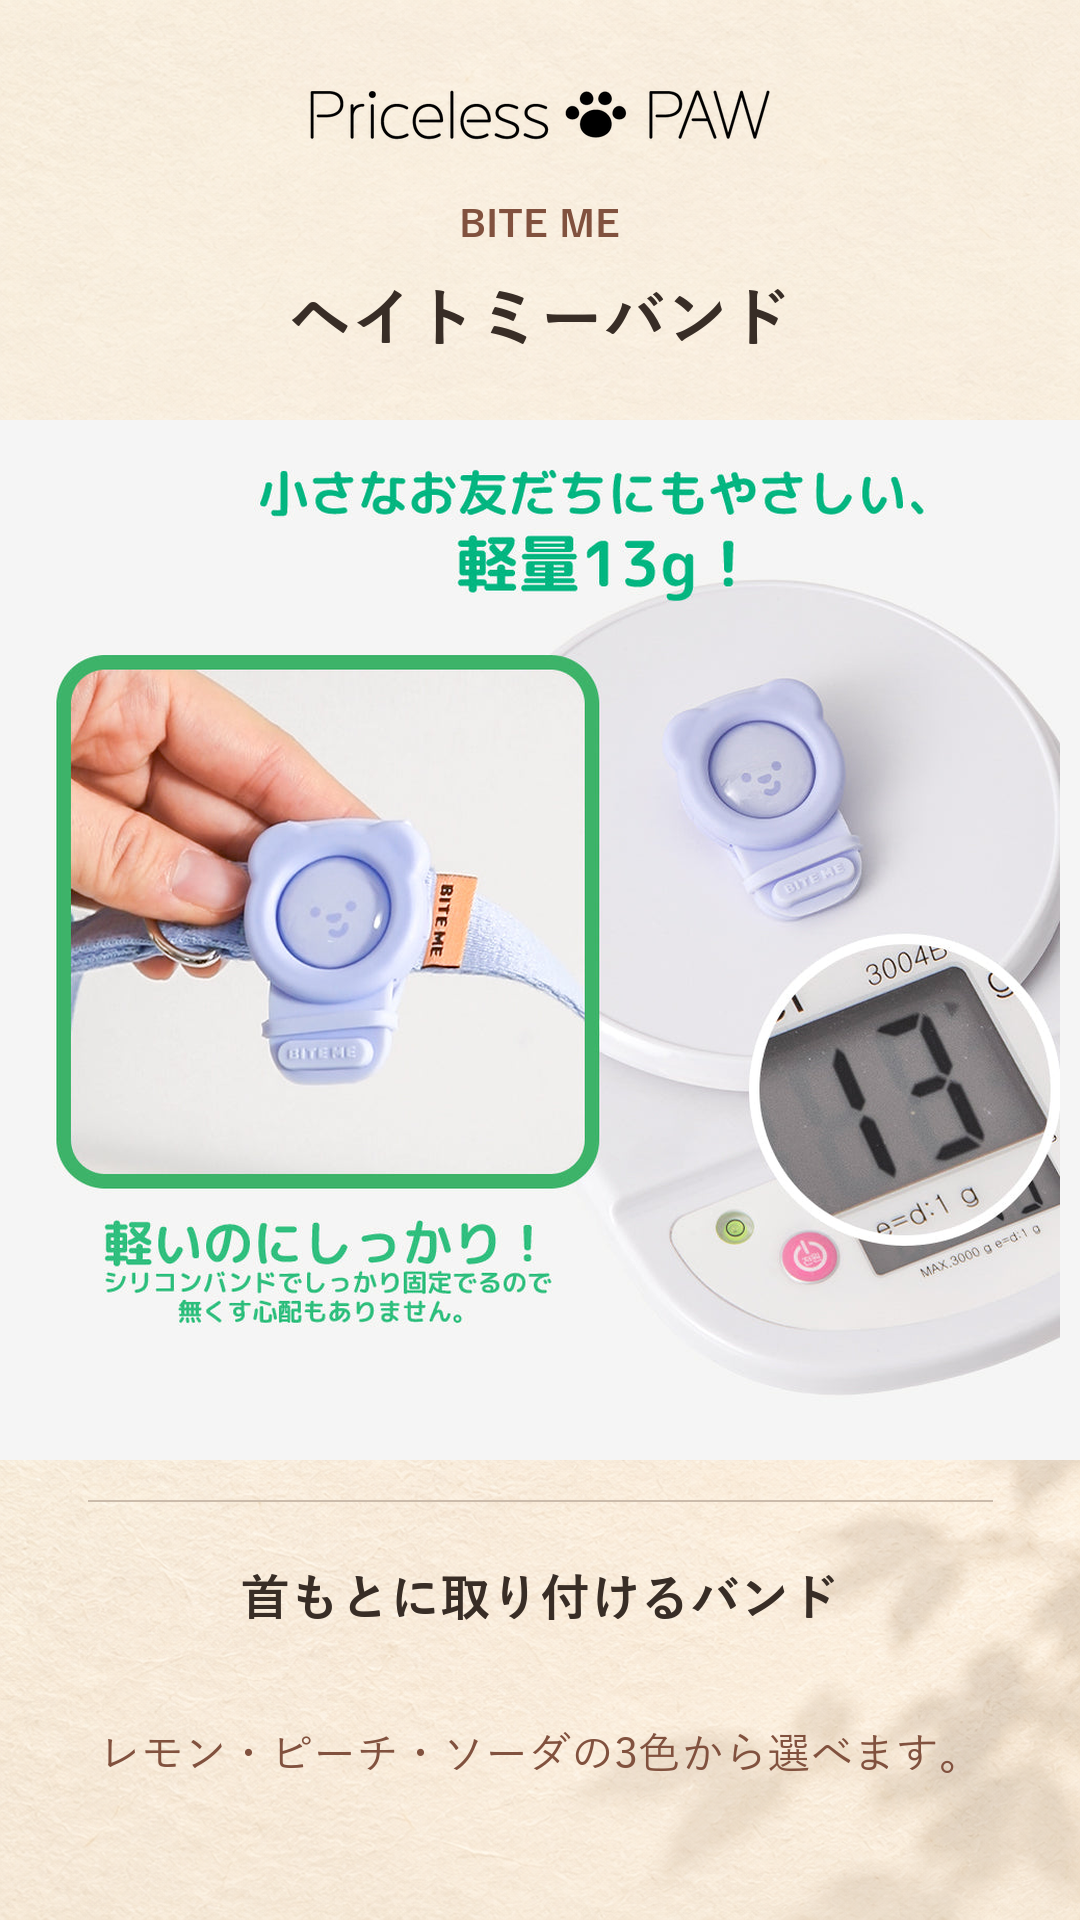 Priceless PAW
BITE ME
ヘイトミーバンド
小さなお友だちにもやさしい、
軽量13g！
BITE ME
BITE ME
BITE ME
3004B
g
13
e=d:1 g
전원
MAX.3000 g e=d:1 g
軽いのにしっかり！
シリコンバンドでしっかり固定でるので
無くす心配もありません。
首もとに取り付けるバンド
レモン・ピーチ・ソーダの3色から選べます。